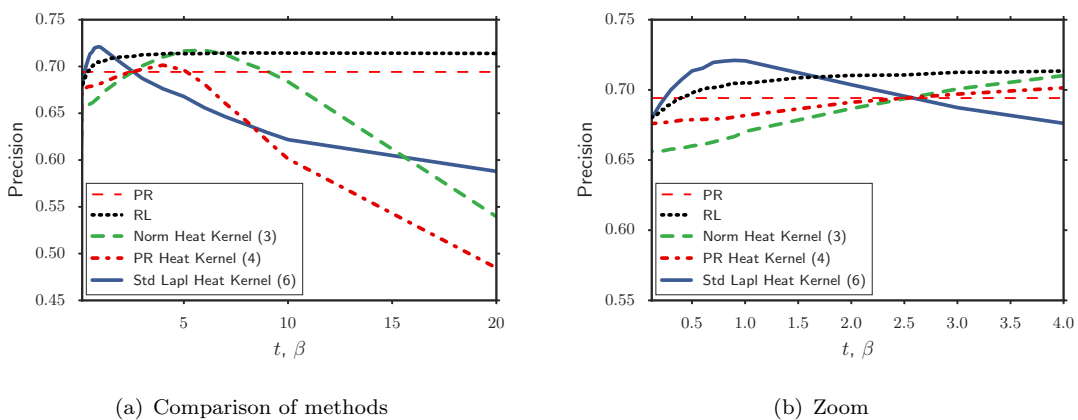 0.75
0.70
0.65
0.60
0.55
0.50
0.45
Precision
PR
RL
Norm Heat Kernel (3)
PR Heat Kernel (4)
Std Lapl Heat Kernel (6)
5
10
15
20
t, β
(a) Comparison of methods
0.75
0.70
0.65
0.60
0.55
Precision
PR
RL
Norm Heat Kernel (3)
PR Heat Kernel (4)
Std Lapl Heat Kernel (6)
0.5
1.0
1.5
2.0
2.5
3.0
3.5
4.0
t, β
(b) Zoom